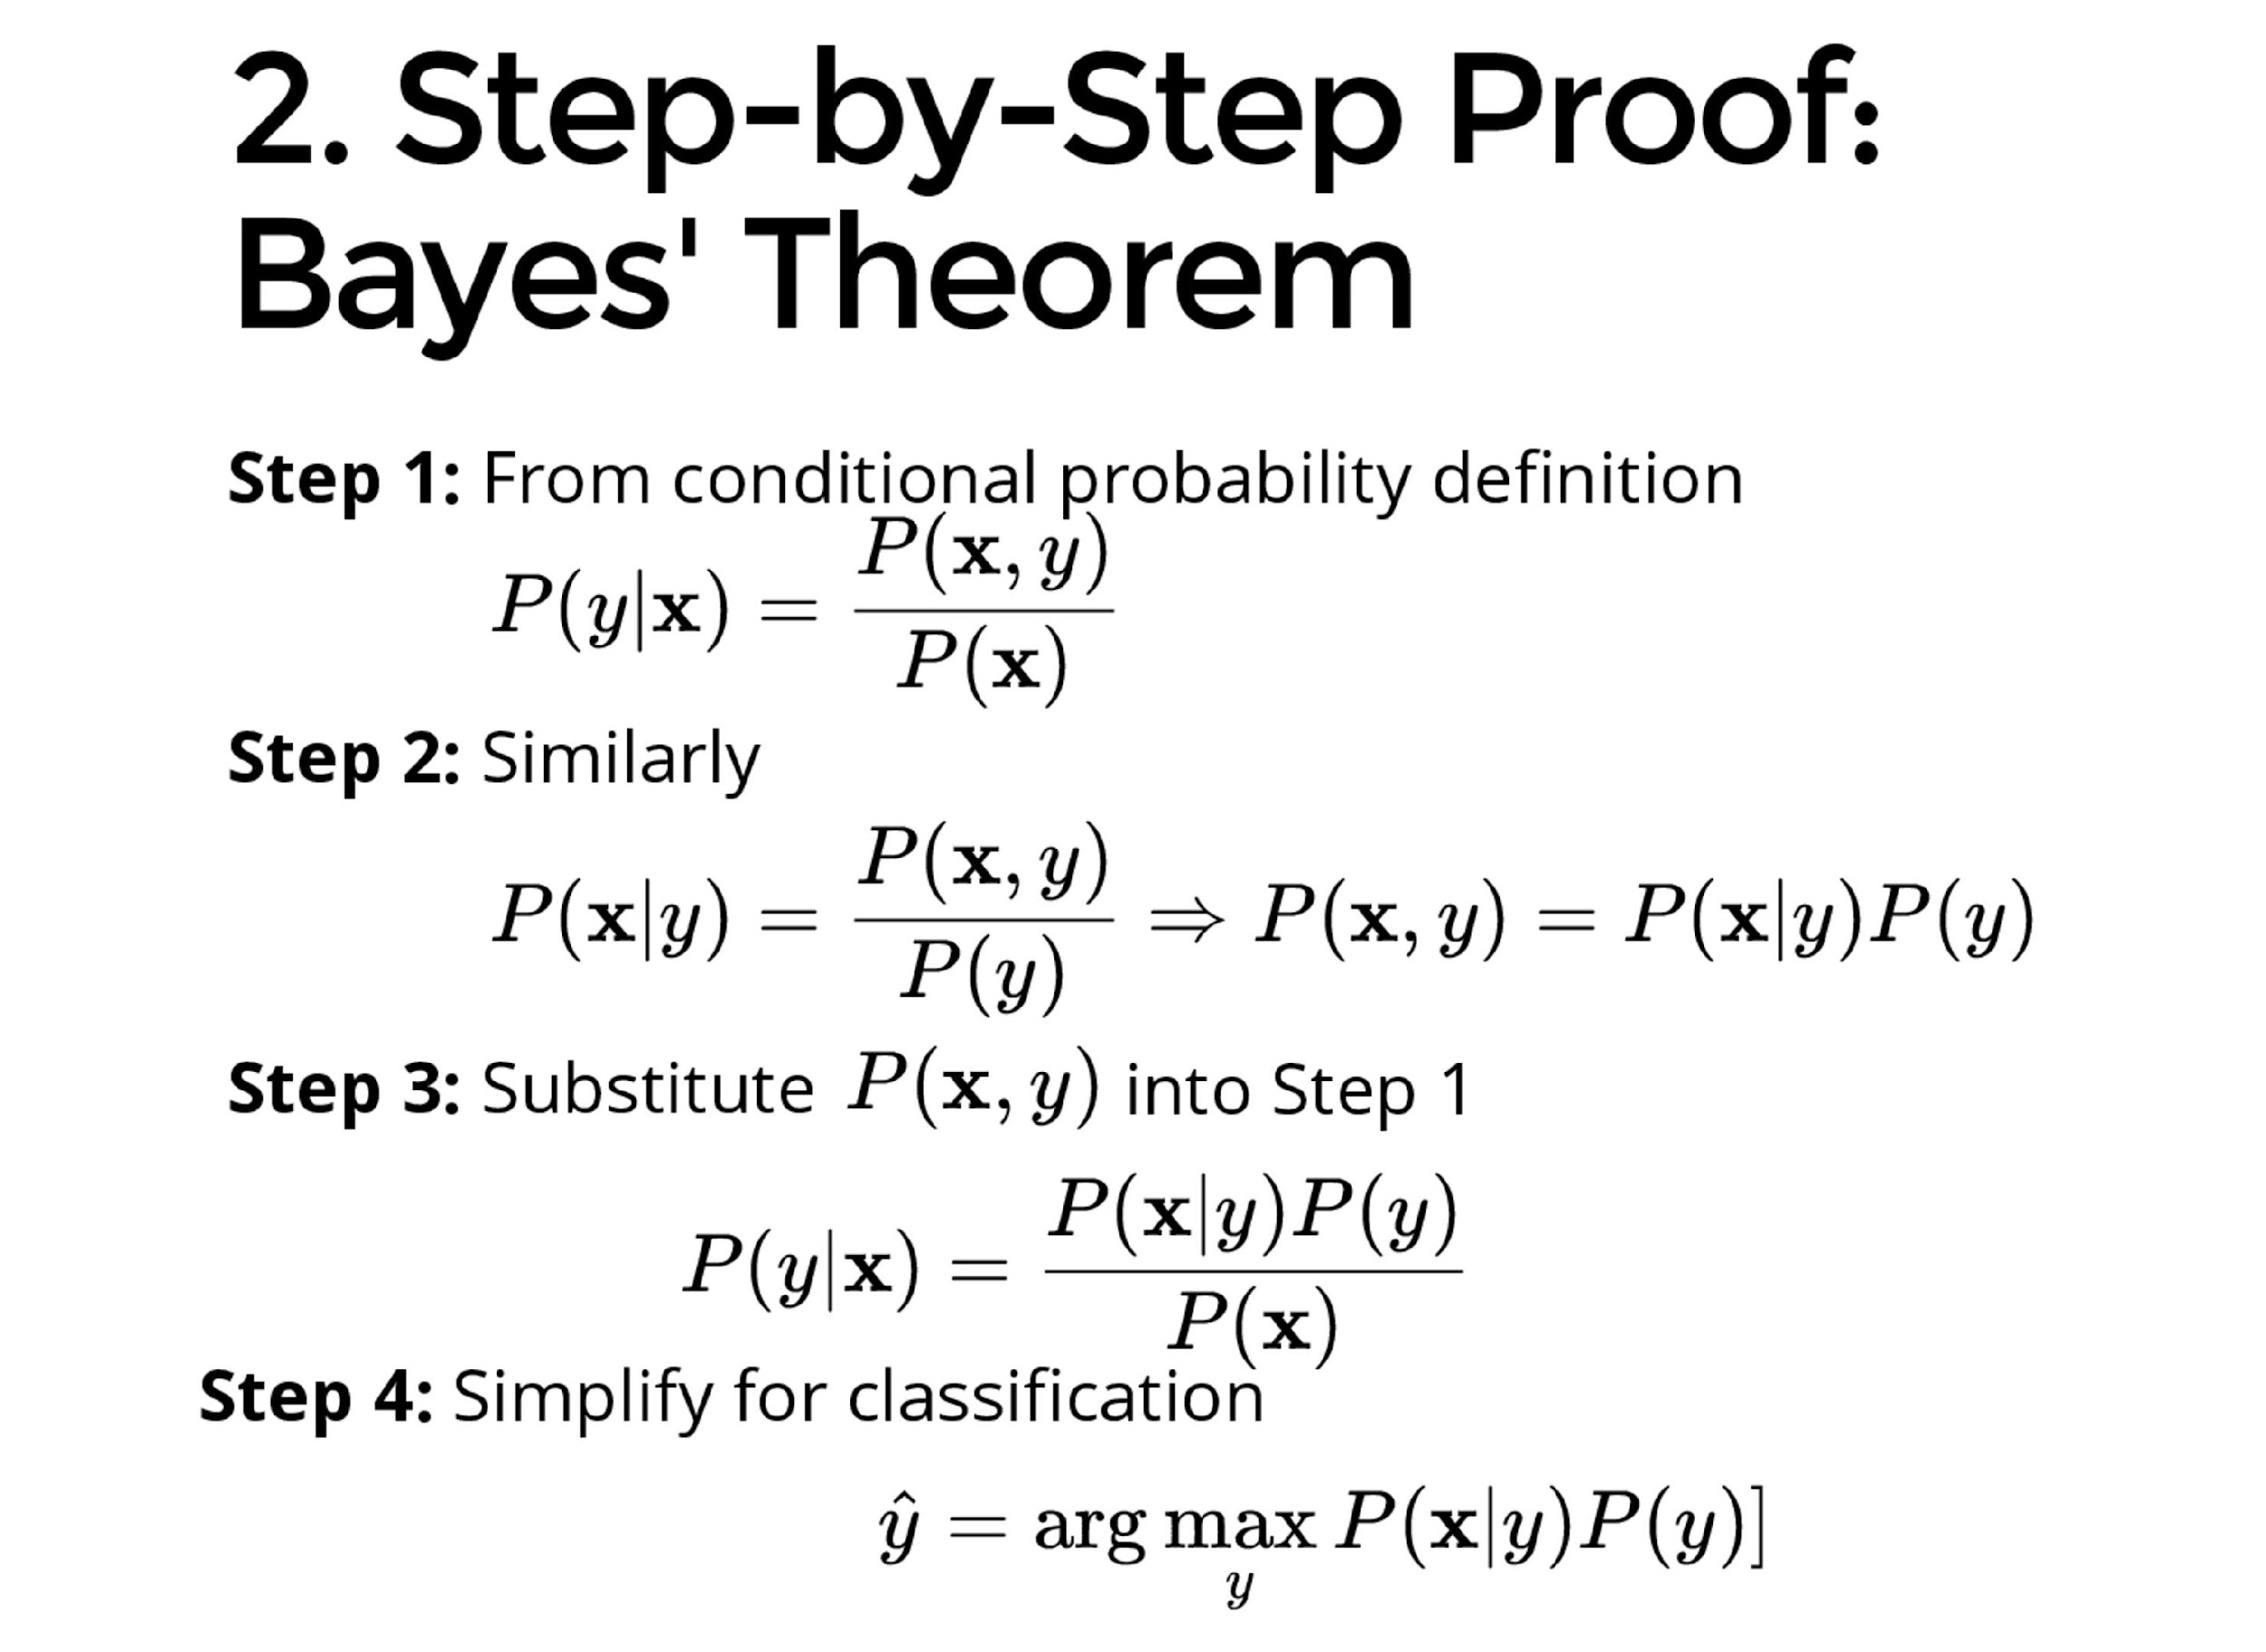 2. Step-by-Step Proof:
Bayes' Theorem
Step 1: From conditional probability definition
P(y|𝐱) = P(𝐱, y) / P(𝐱)
Step 2: Similarly
P(𝐱|y) = P(𝐱, y) / P(y) ⇒ P(𝐱, y) = P(𝐱|y)P(y)
Step 3: Substitute P(𝐱, y) into Step 1
P(y|𝐱) = P(𝐱|y)P(y) / P(𝐱)
Step 4: Simplify for classification
ŷ = arg max_y P(𝐱|y)P(y)]